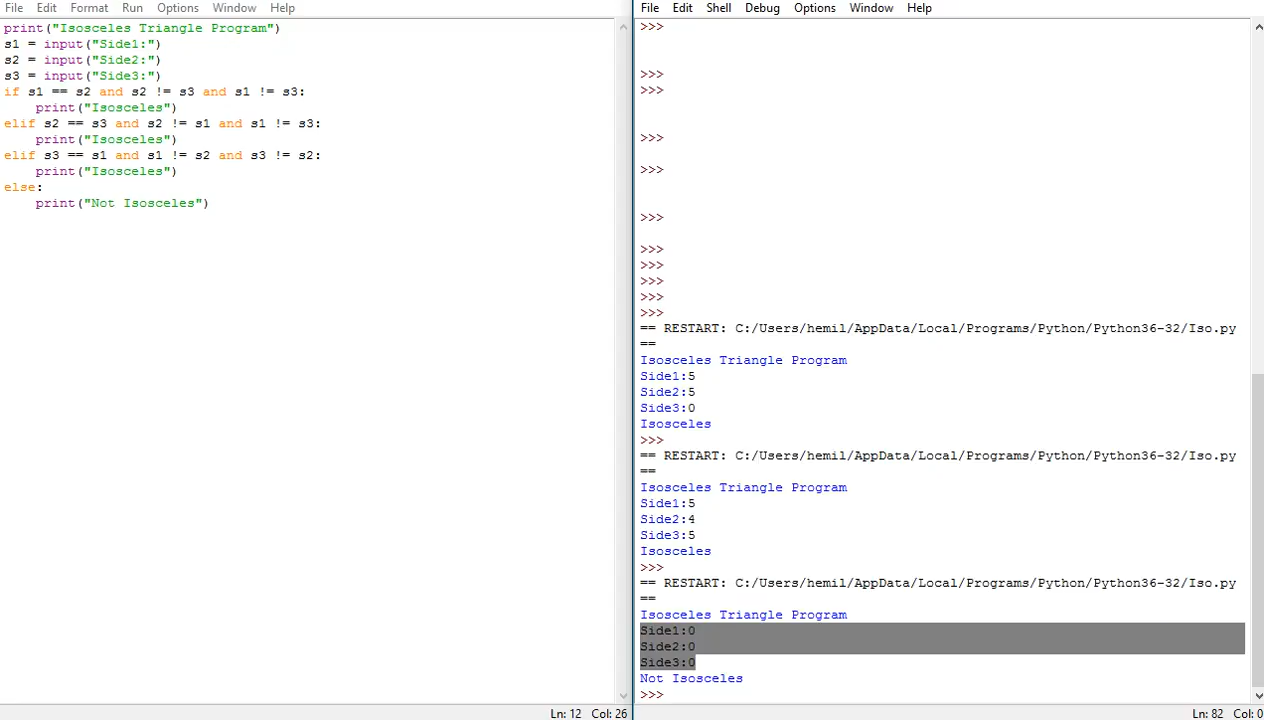 File Edit Format Run Options Window Help
print("Isosceles Triangle Program")
s1 = input("Side1:")
s2 = input("Side2:")
s3 = input("Side3:")
if s1 == s2 and s2 != s3 and s1 != s3:
    print("Isosceles")
elif s2 == s3 and s2 != s1 and s1 != s3:
    print("Isosceles")
elif s3 == s1 and s1 != s2 and s3 != s2:
    print("Isosceles")
else:
    print("Not Isosceles")
Ln: 12 Col: 26
File Edit Shell Debug Options Window Help
>>>
>>>
>>>
>>>
>>>
>>>
>>>
>>>
>>>
>>>
>>>
== RESTART: C:/Users/hemil/AppData/Local/Programs/Python/Python36-32/Iso.py
==
Isosceles Triangle Program
Side1:5
Side2:5
Side3:0
Isosceles
>>>
== RESTART: C:/Users/hemil/AppData/Local/Programs/Python/Python36-32/Iso.py
==
Isosceles Triangle Program
Side1:5
Side2:4
Side3:5
Isosceles
>>>
== RESTART: C:/Users/hemil/AppData/Local/Programs/Python/Python36-32/Iso.py
==
Isosceles Triangle Program
Side1:0
Side2:0
Side3:0
Not Isosceles
>>>
Ln: 82 Col: 0